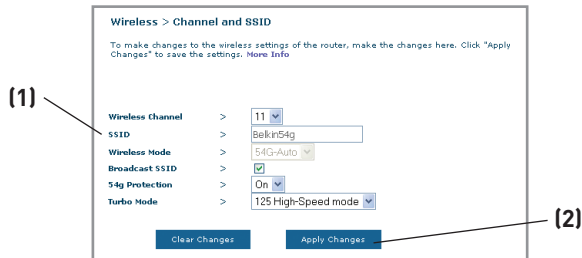 Wireless > Channel and SSID
To make changes to the wireless settings of the router, make the changes here. Click "Apply
Changes" to save the settings. More Info
(1)
Wireless Channel > 11
SSID > Belkin54g
Wireless Mode > 54G-Auto
Broadcast SSID >
54g Protection > On
Turbo Mode > 125 High-Speed mode
(2)
Clear Changes Apply Changes